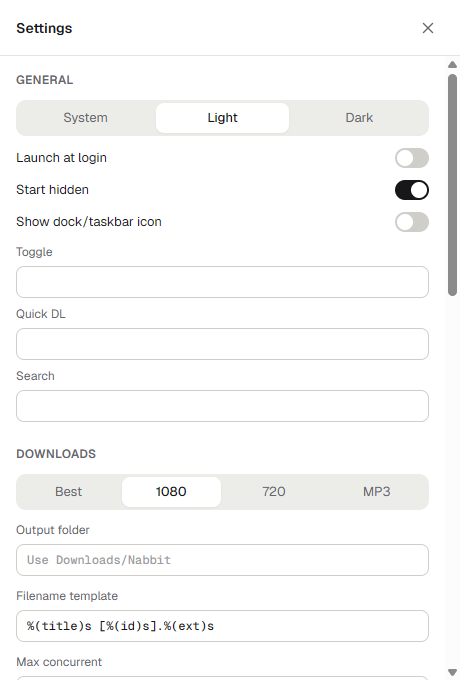 Settings
GENERAL
System Light Dark
Launch at login
Start hidden
Show dock/taskbar icon
Toggle
Quick DL
Search
DOWNLOADS
Best 1080 720 MP3
Output folder
Use Downloads/Nabbit
Filename template
%(title)s [%(id)s].%(ext)s
Max concurrent